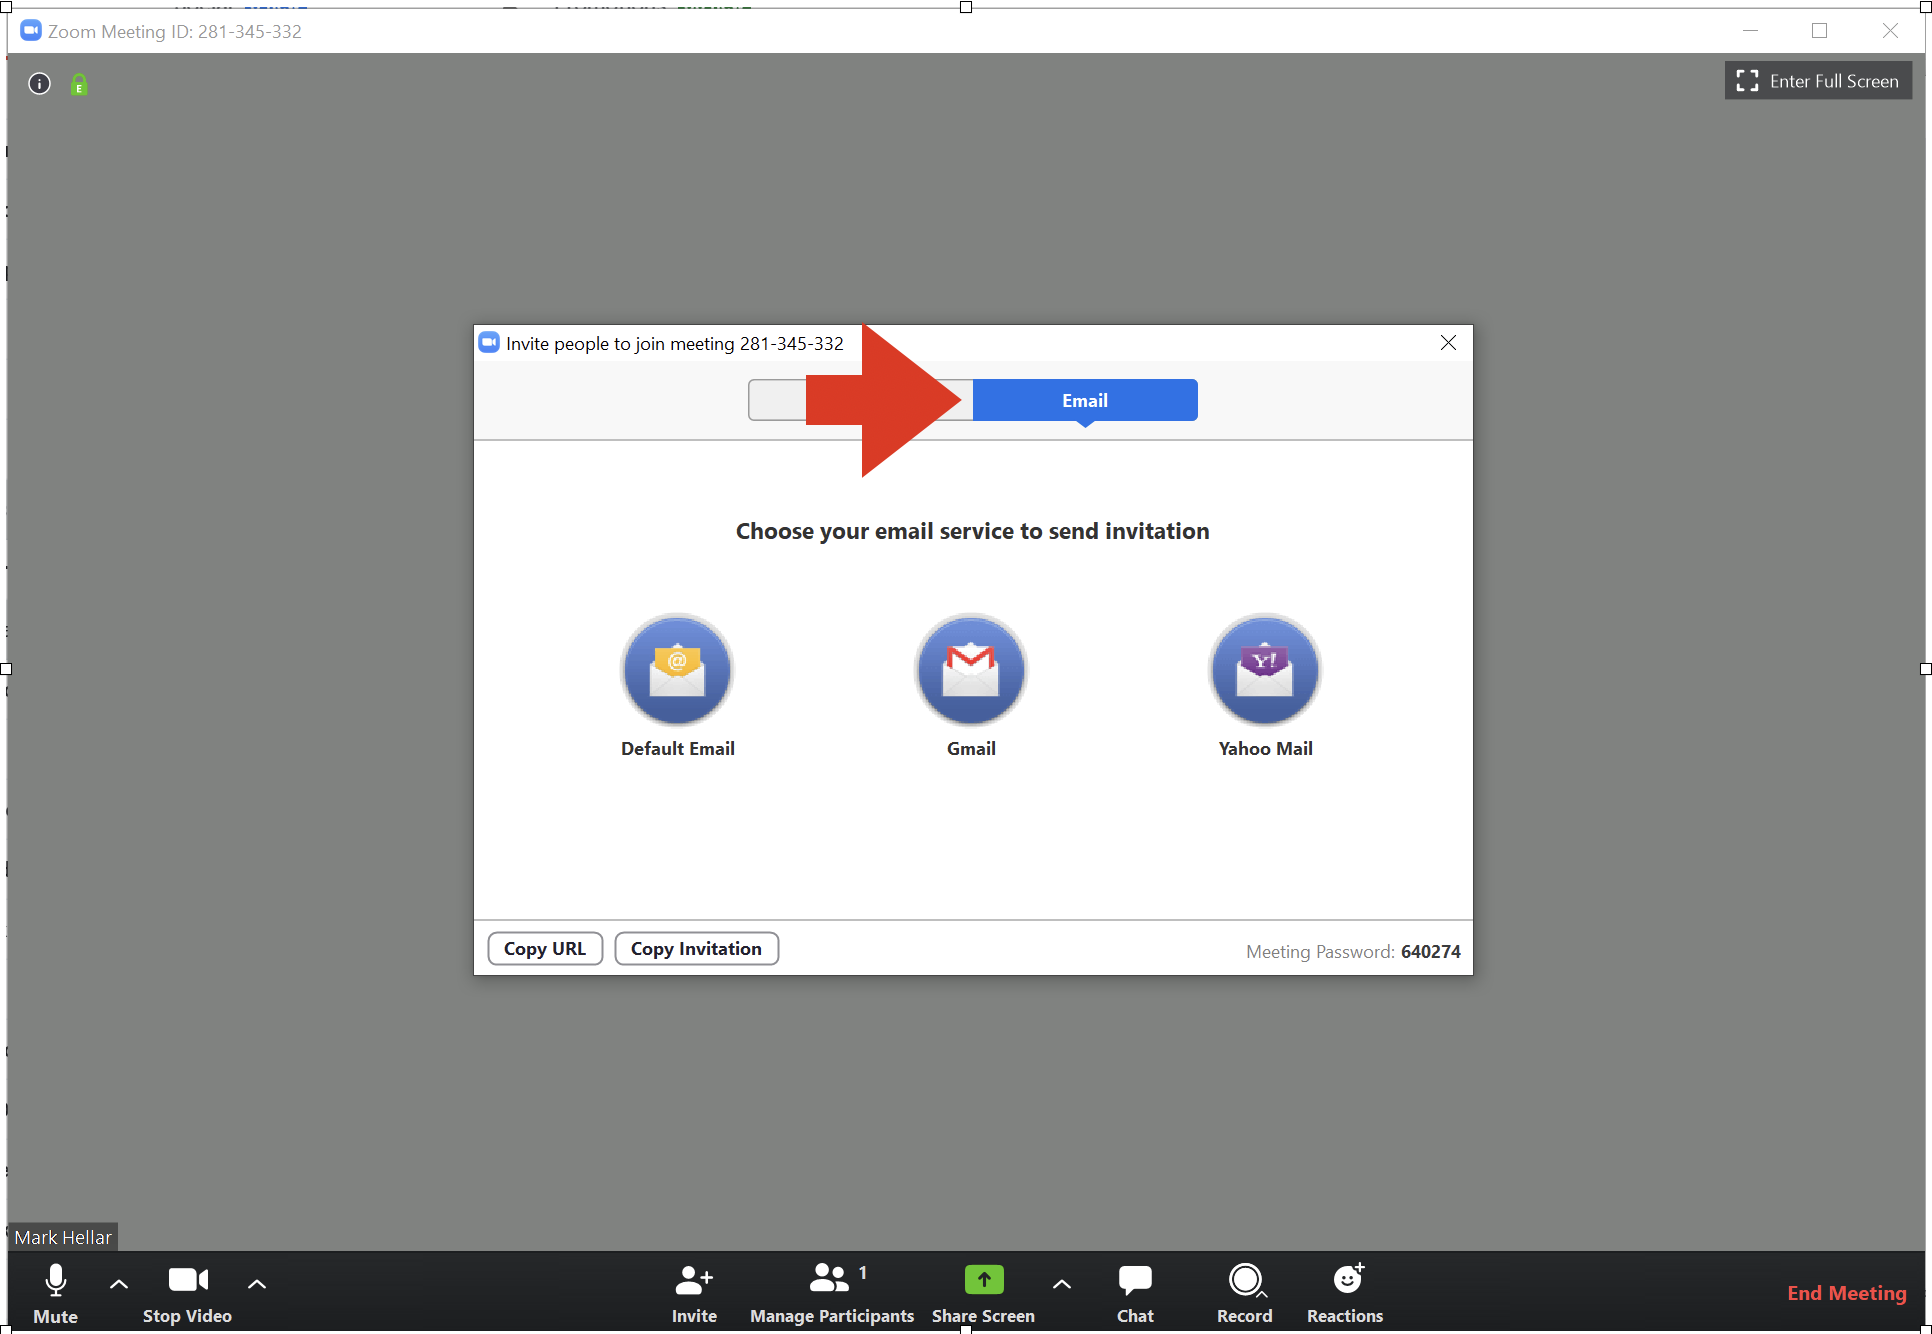 Zoom Meeting ID: 281-345-332
Enter Full Screen
Invite people to join meeting 281-345-332
Email
Choose your email service to send invitation
@
Y!
Default Email
Gmail
Yahoo Mail
Copy URL
Copy Invitation
Meeting Password: 640274
Mark Hellar
1
Mute
Stop Video
Invite
Manage Participants
Share Screen
Chat
Record
Reactions
End Meeting